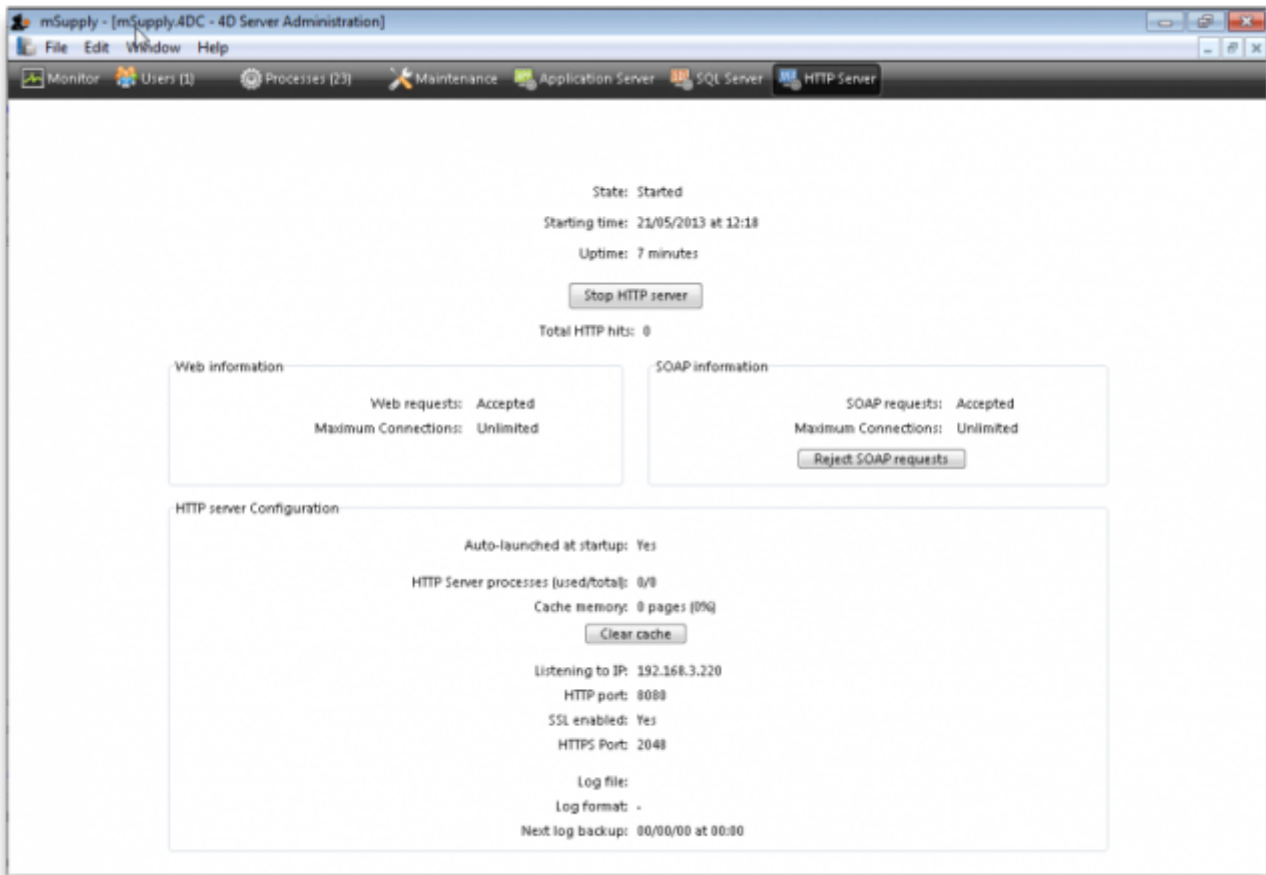 mSupply - [mSupply.4DC - 4D Server Administration]
File Edit Window Help
Monitor Users (1) Processes (23) Maintenance Application Server SQL Server HTTP Server
State: Started
Starting time: 21/05/2013 at 12:18
Uptime: 7 minutes
Stop HTTP server
Total HTTP hits: 0
Web information
Web requests: Accepted
Maximum Connections: Unlimited
SOAP information
SOAP requests: Accepted
Maximum Connections: Unlimited
Reject SOAP requests
HTTP server Configuration
Auto-launched at startup: Yes
HTTP Server processes (used/total): 0/0
Cache memory: 0 pages (0%)
Clear cache
Listening to IP: 192.168.3.220
HTTP port: 8080
SSL enabled: Yes
HTTPS Port: 2048
Log file:
Log format: -
Next log backup: 00/00/00 at 00:00